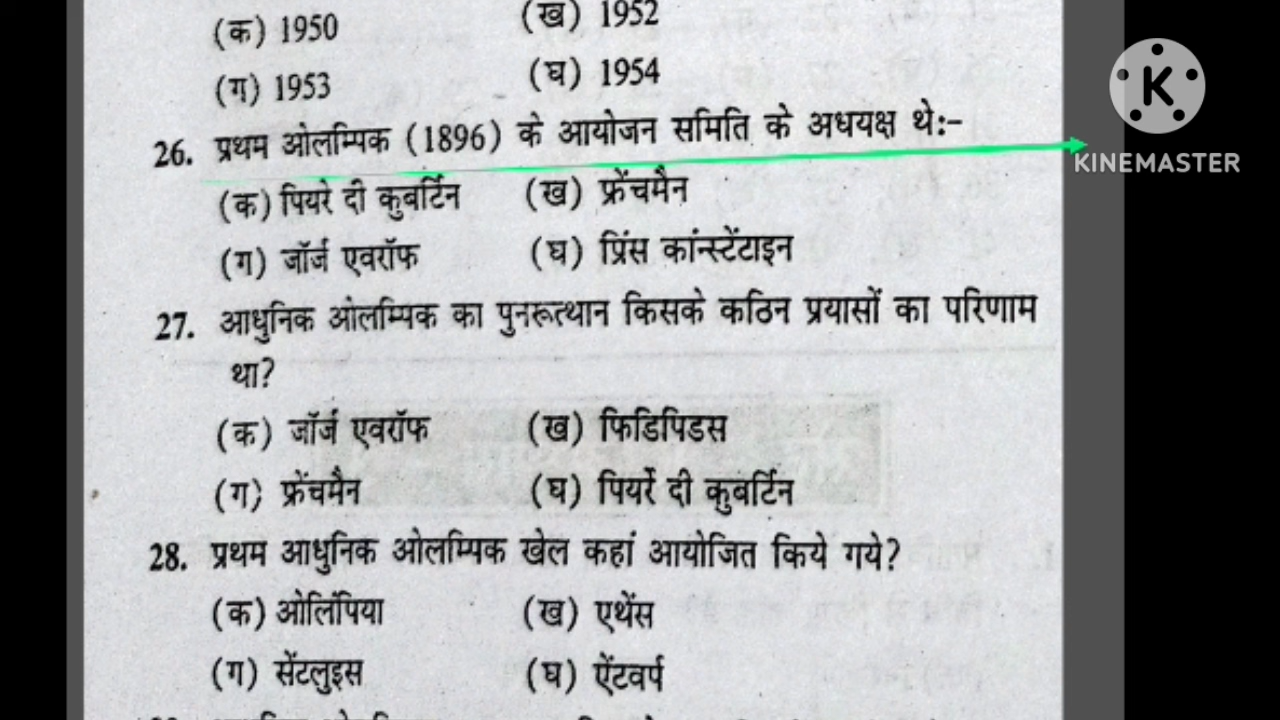 (क) 1950 (ख) 1952
(ग) 1953 (घ) 1954
26. प्रथम ओलम्पिक (1896) के आयोजन समिति के अधयक्ष थे:-
KINEMASTER
(क) पियरे दी कुबर्टिन (ख) फ्रेंचमैन
(ग) जॉर्ज एवरॉफ (घ) प्रिंस कांन्स्टेंटाइन
27. आधुनिक ओलम्पिक का पुनरूत्थान किसके कठिन प्रयासों का परिणाम
था?
(क) जॉर्ज एवरॉफ (ख) फिडिपिडस
(ग) फ्रेंचमैन (घ) पियर्रे दी कुबर्टिन
28. प्रथम आधुनिक ओलम्पिक खेल कहां आयोजित किये गये?
(क) ओलिंपिया (ख) एथेंस
(ग) सेंटलुइस (घ) ऐंटवर्प